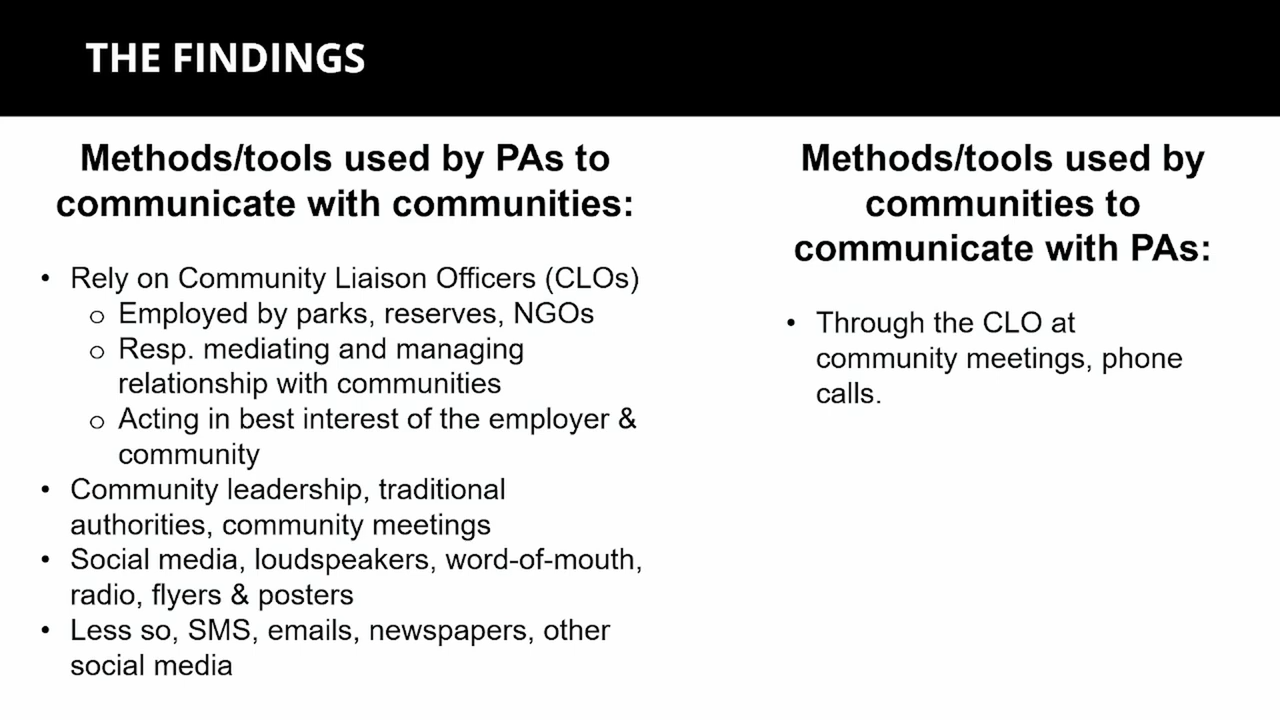 THE FINDINGS
Methods/tools used by PAs to
communicate with communities:
• Rely on Community Liaison Officers (CLOs)
o Employed by parks, reserves, NGOs
o Resp. mediating and managing
relationship with communities
o Acting in best interest of the employer &
community
• Community leadership, traditional
authorities, community meetings
• Social media, loudspeakers, word-of-mouth,
radio, flyers & posters
• Less so, SMS, emails, newspapers, other
social media
Methods/tools used by
communities to
communicate with PAs:
• Through the CLO at
community meetings, phone
calls.